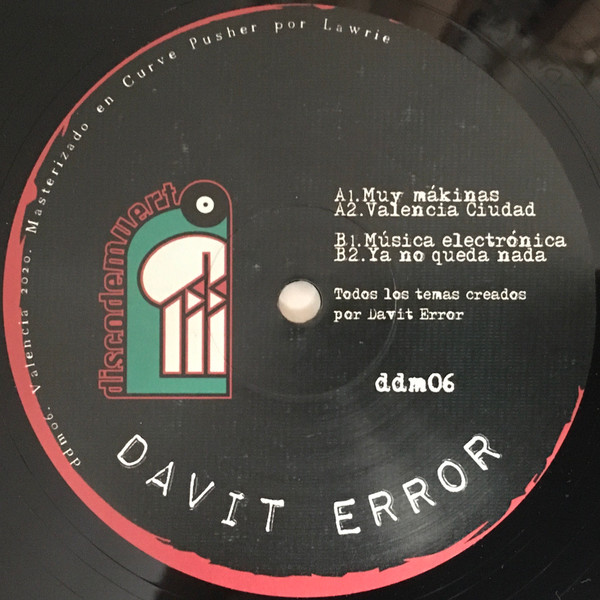 ddm06. Valencia 2020. Masterizado en Curve Pusher por Lawrie
discodemuerto
A1.Muy mákinas
A2.Valencia Ciudad
B1.Música electrónica
B2.Ya no queda nada
Todos los temas creados
por Davit Error
ddm06
DAVIT ERROR